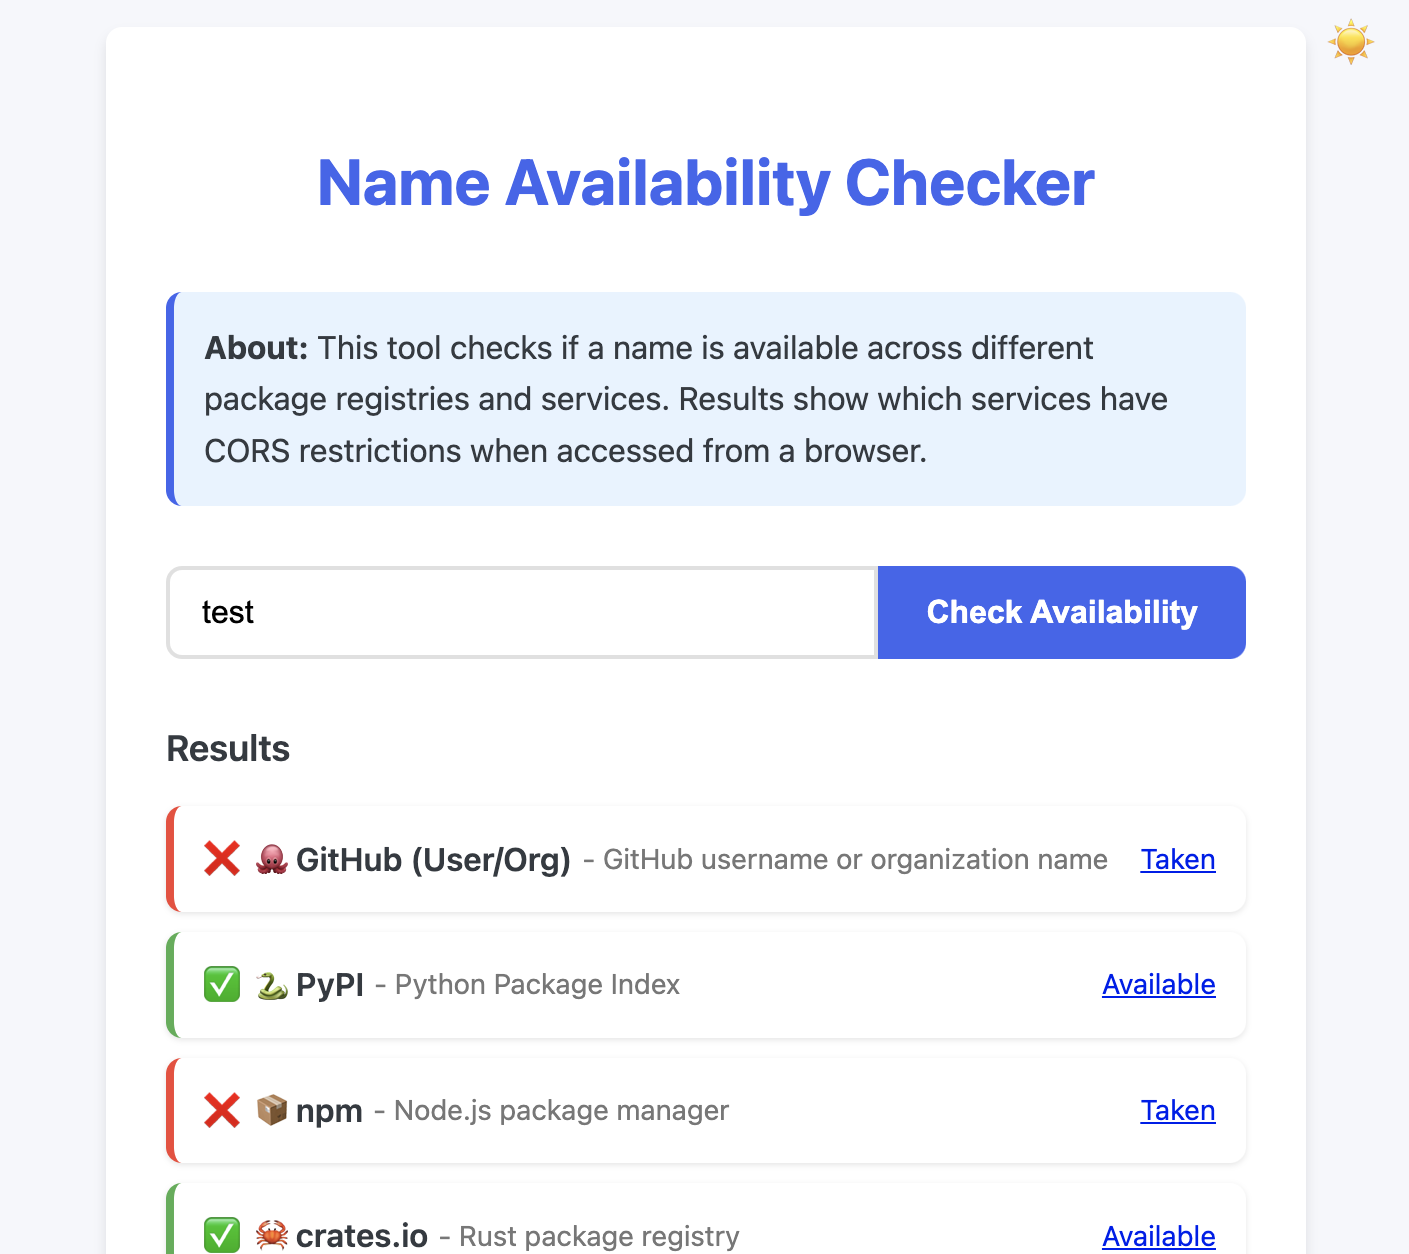 Name Availability Checker
About: This tool checks if a name is available across different
package registries and services. Results show which services have
CORS restrictions when accessed from a browser.
test
Check Availability
Results
GitHub (User/Org) - GitHub username or organization name Taken
PyPI - Python Package Index Available
npm - Node.js package manager Taken
crates.io - Rust package registry Available